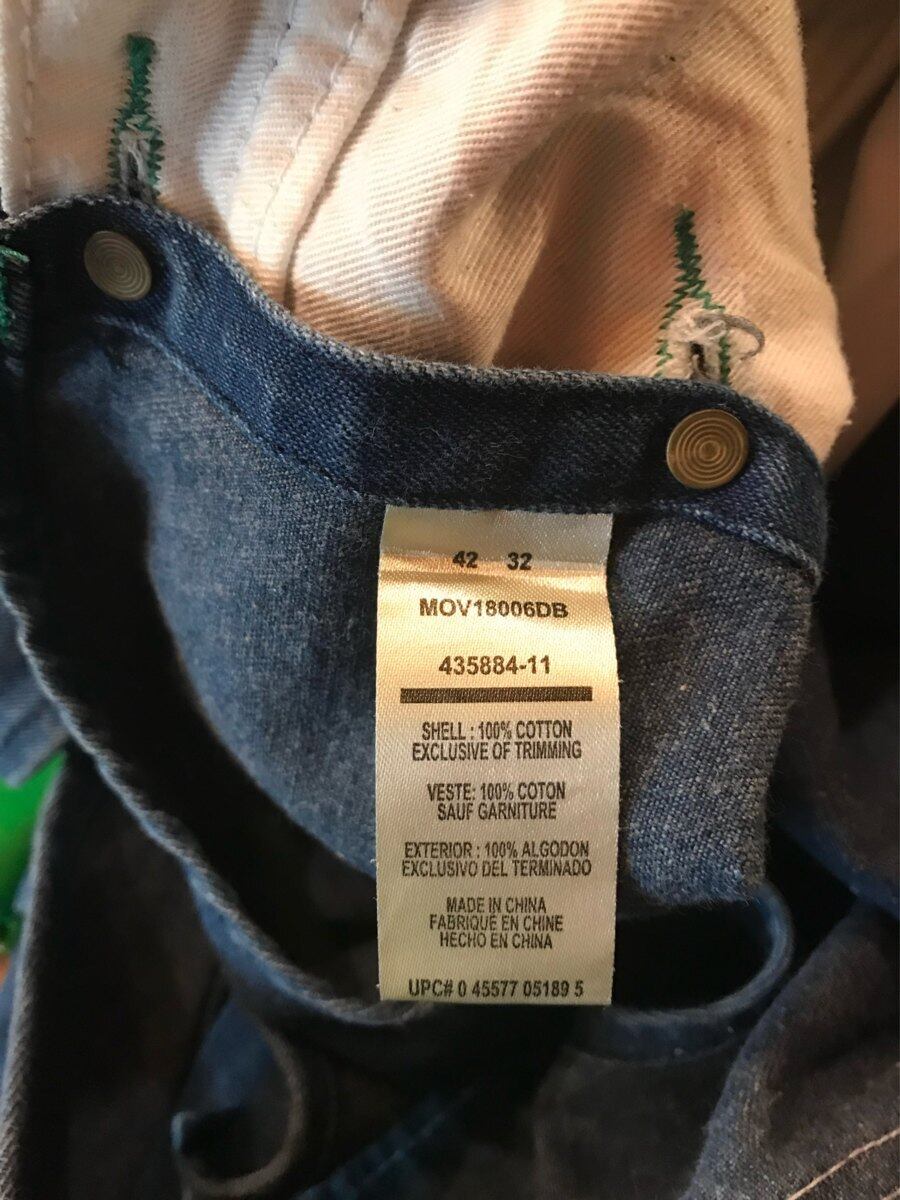 42 32
MOV18006DB
435884-11
SHELL : 100% COTTON
EXCLUSIVE OF TRIMMING
VESTE: 100% COTON
SAUF GARNITURE
EXTERIOR : 100% ALGODON
EXCLUSIVO DEL TERMINADO
MADE IN CHINA
FABRIQUÉ EN CHINE
HECHO EN CHINA
UPC# 0 45577 05189 5